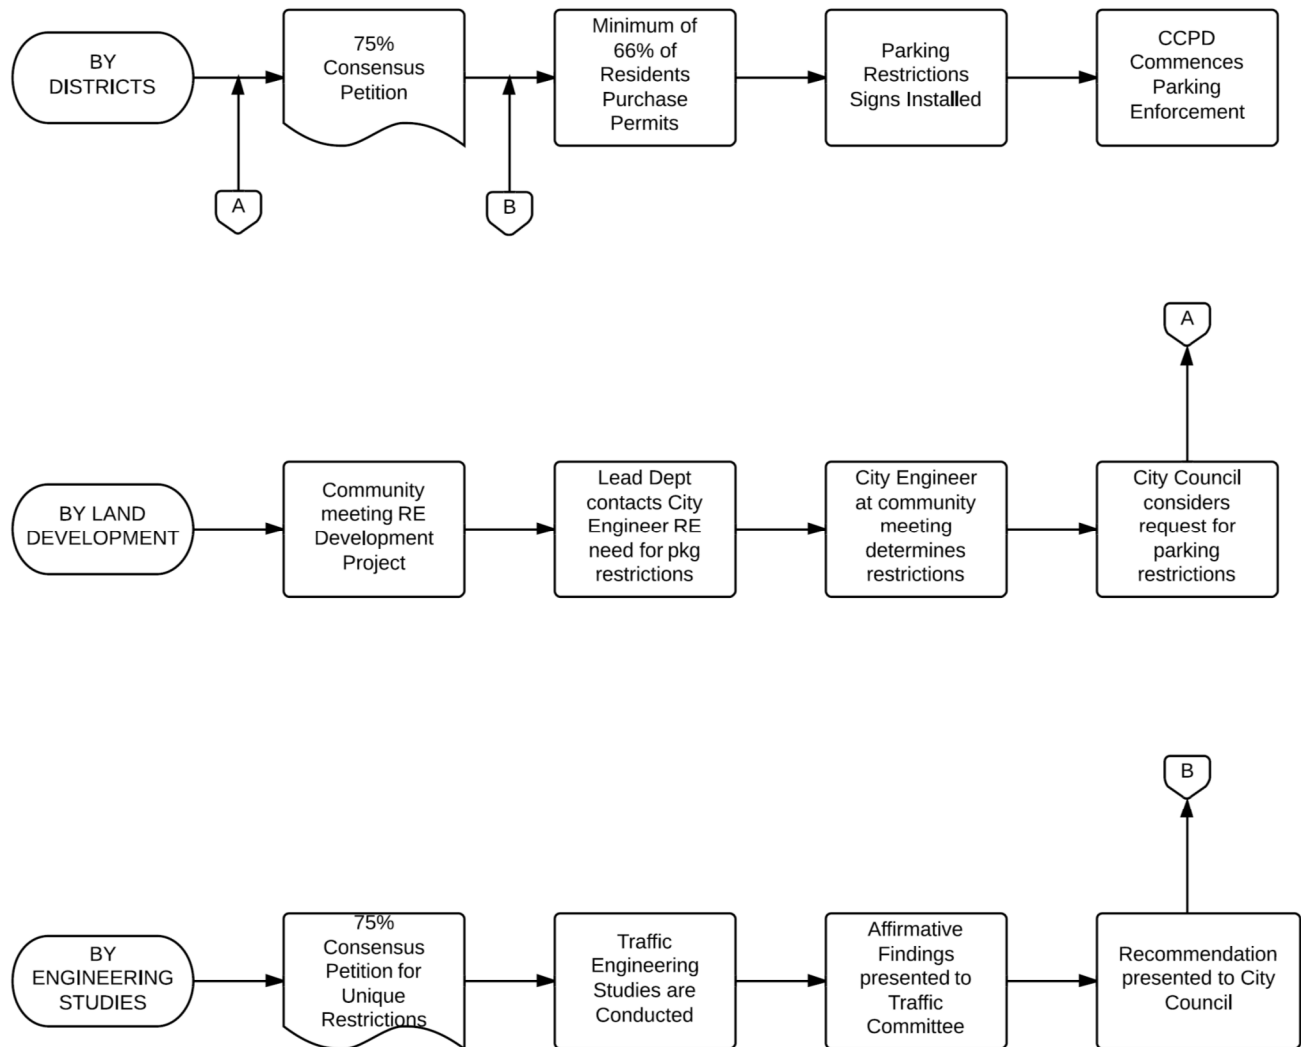 BY
DISTRICTS
75%
Consensus
Petition
Minimum of
66% of
Residents
Purchase
Permits
Parking
Restrictions
Signs Installed
CCPD
Commences
Parking
Enforcement
A
B
A
BY LAND
DEVELOPMENT
Community
meeting RE
Development
Project
Lead Dept
contacts City
Engineer RE
need for pkg
restrictions
City Engineer
at community
meeting
determines
restrictions
City Council
considers
request for
parking
restrictions
B
BY
ENGINEERING
STUDIES
75%
Consensus
Petition for
Unique
Restrictions
Traffic
Engineering
Studies are
Conducted
Affirmative
Findings
presented to
Traffic
Committee
Recommendation
presented to City
Council